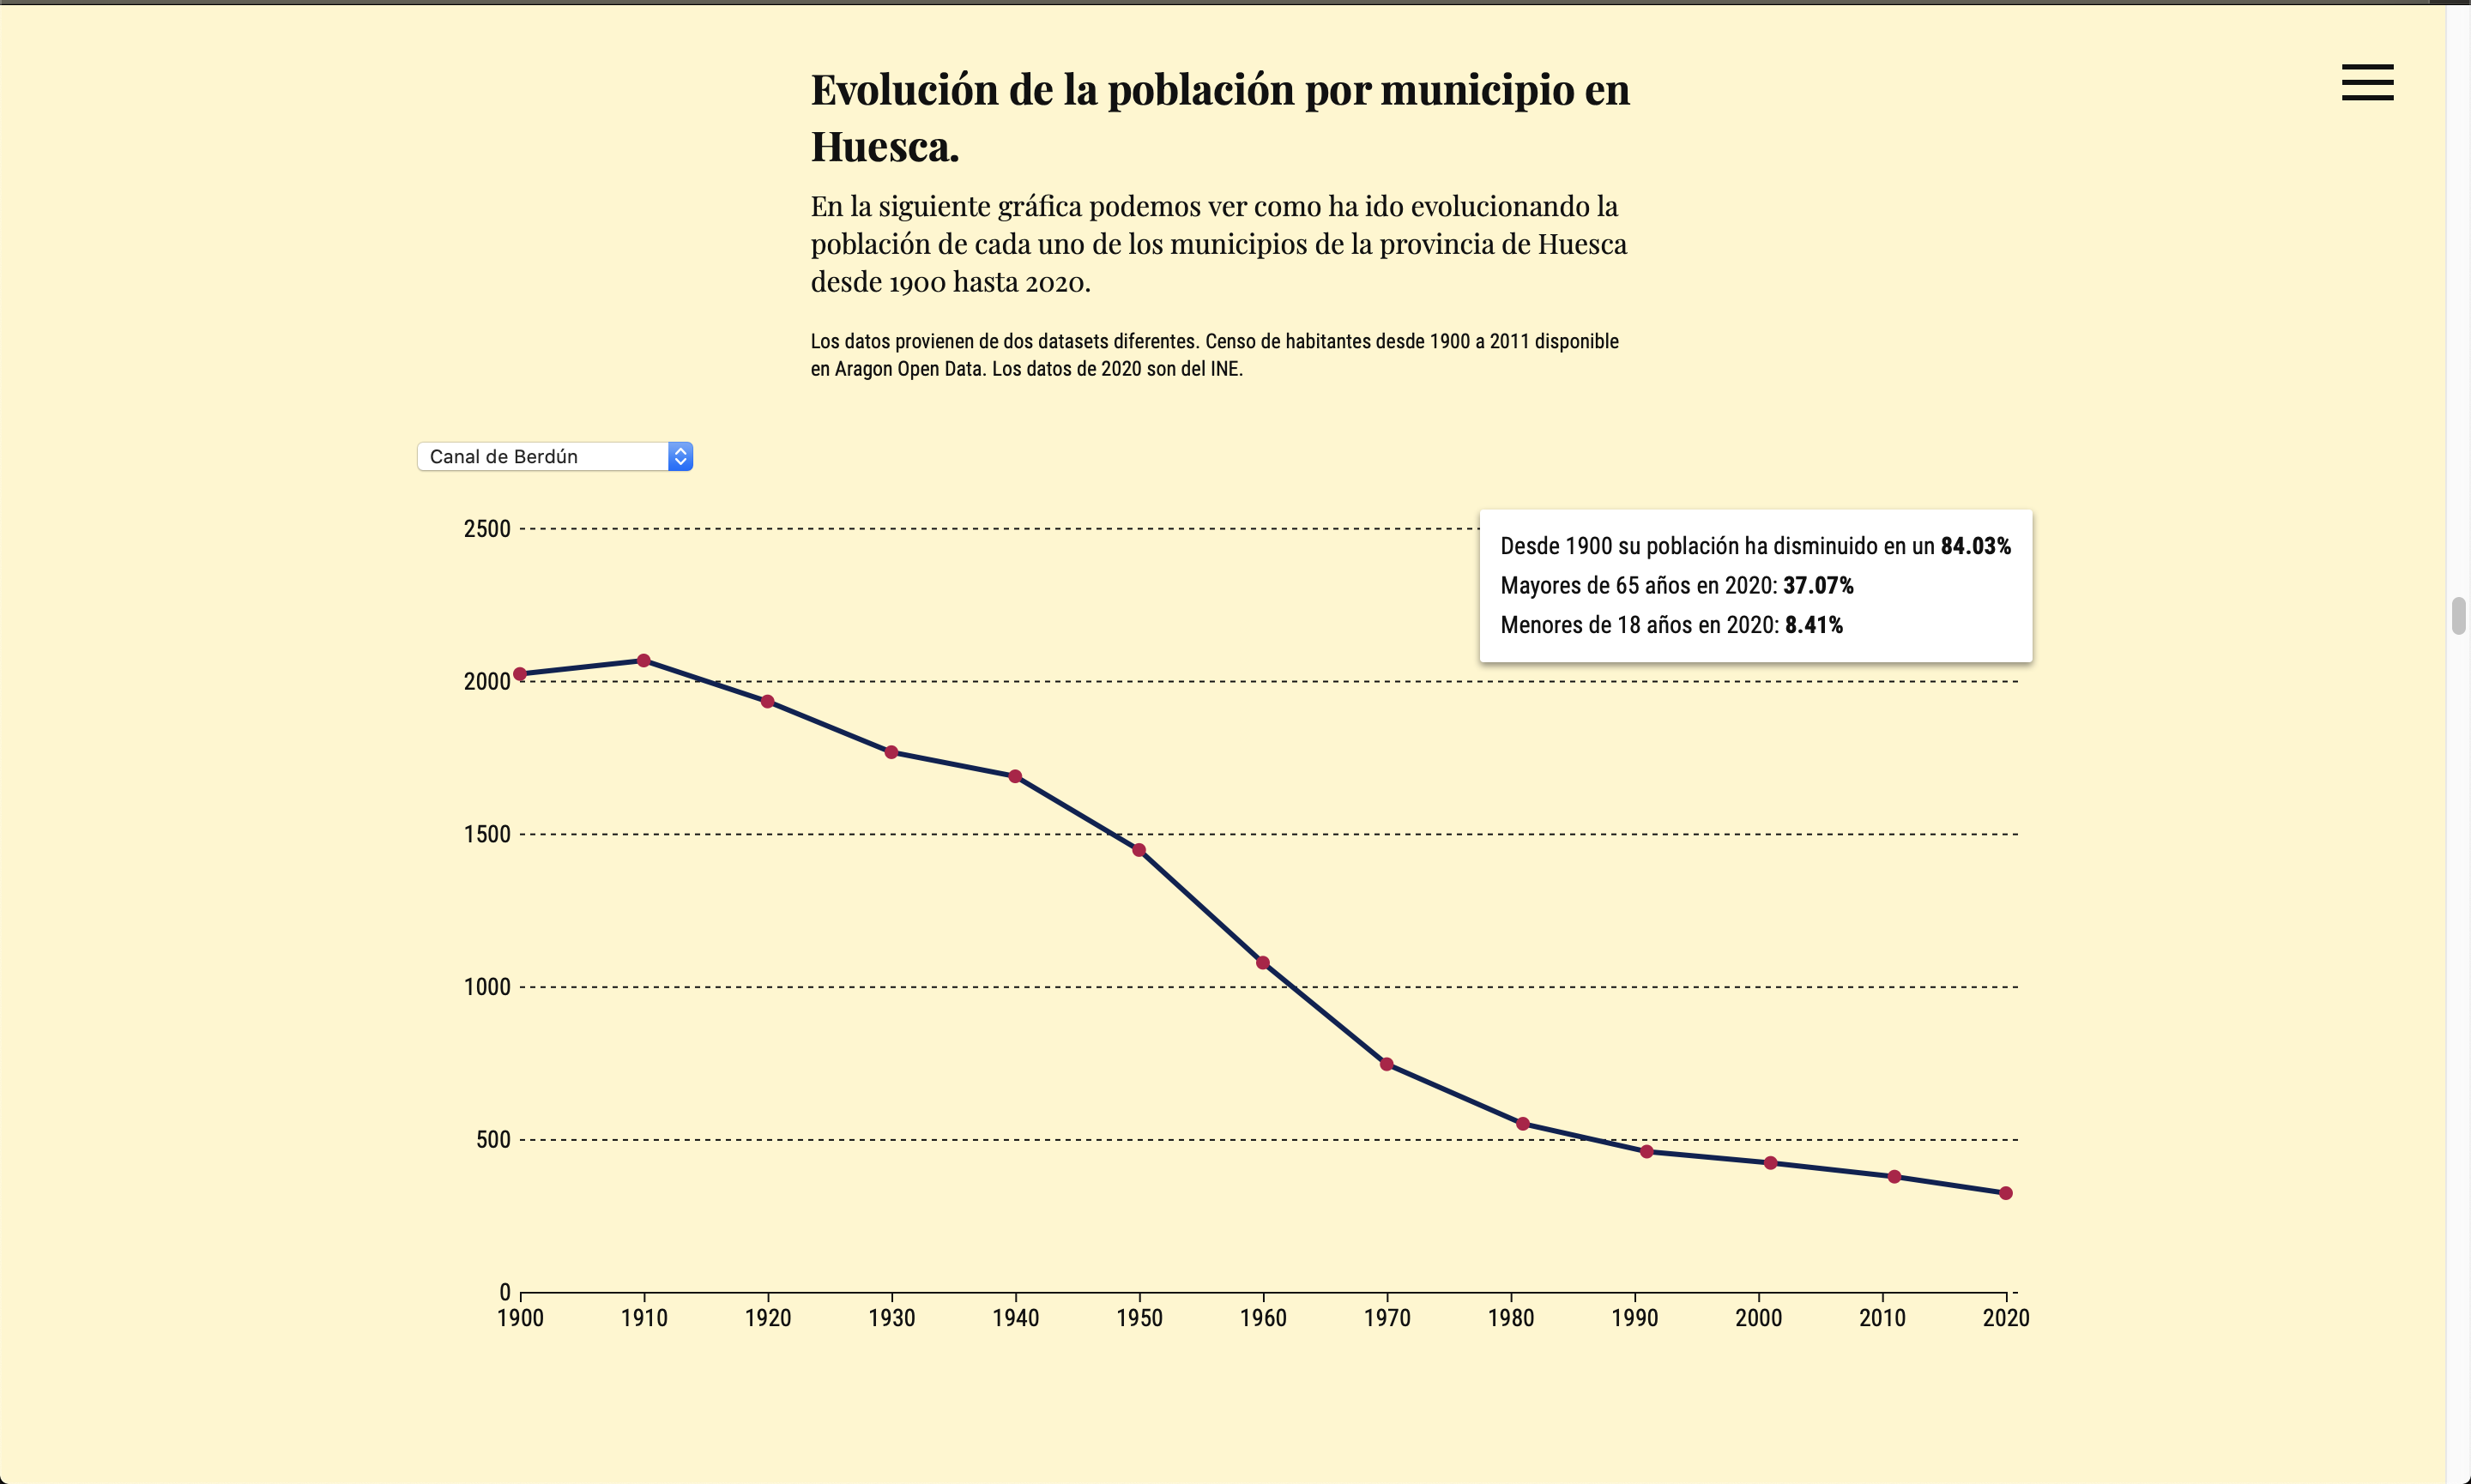 Evolución de la población por municipio en
Huesca.
En la siguiente gráfica podemos ver como ha ido evolucionando la
población de cada uno de los municipios de la provincia de Huesca
desde 1900 hasta 2020.
Los datos provienen de dos datasets diferentes. Censo de habitantes desde 1900 a 2011 disponible
en Aragon Open Data. Los datos de 2020 son del INE.
Canal de Berdún
Desde 1900 su población ha disminuido en un 84.03%
Mayores de 65 años en 2020: 37.07%
Menores de 18 años en 2020: 8.41%
2500
2000
1500
1000
500
0
1900 1910 1920 1930 1940 1950 1960 1970 1980 1990 2000 2010 2020